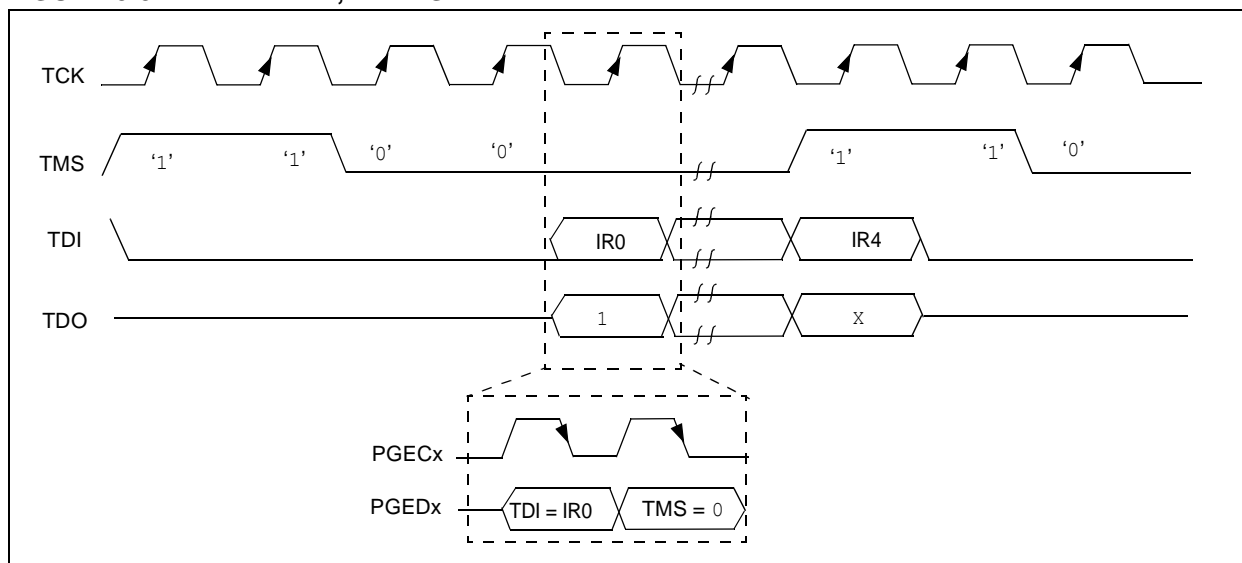 TCK
TMS ‘1’ ‘1’ ‘0’ ‘0’ ‘1’ ‘1’ ‘0’
TDI IR0 IR4
TDO 1 X
PGECx
PGEDx TDI = IR0 TMS = 0